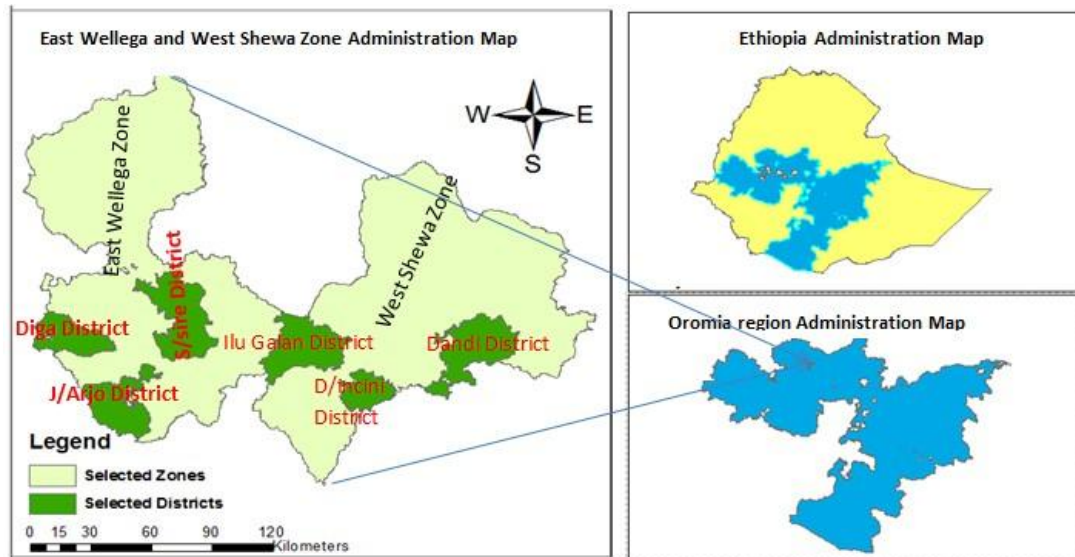 East Wellega and West Shewa Zone Administration Map
N
W
E
S
East Wellega Zone
West Shewa Zone
S/sire District
Diga District
Ilu Galan District
Dandi District
J/Arjo District
D/Incini
District
Legend
Selected Zones
Selected Districts
0 15 30 60 90 120
Kilometers
Ethiopia Administration Map
Oromia region Administration Map